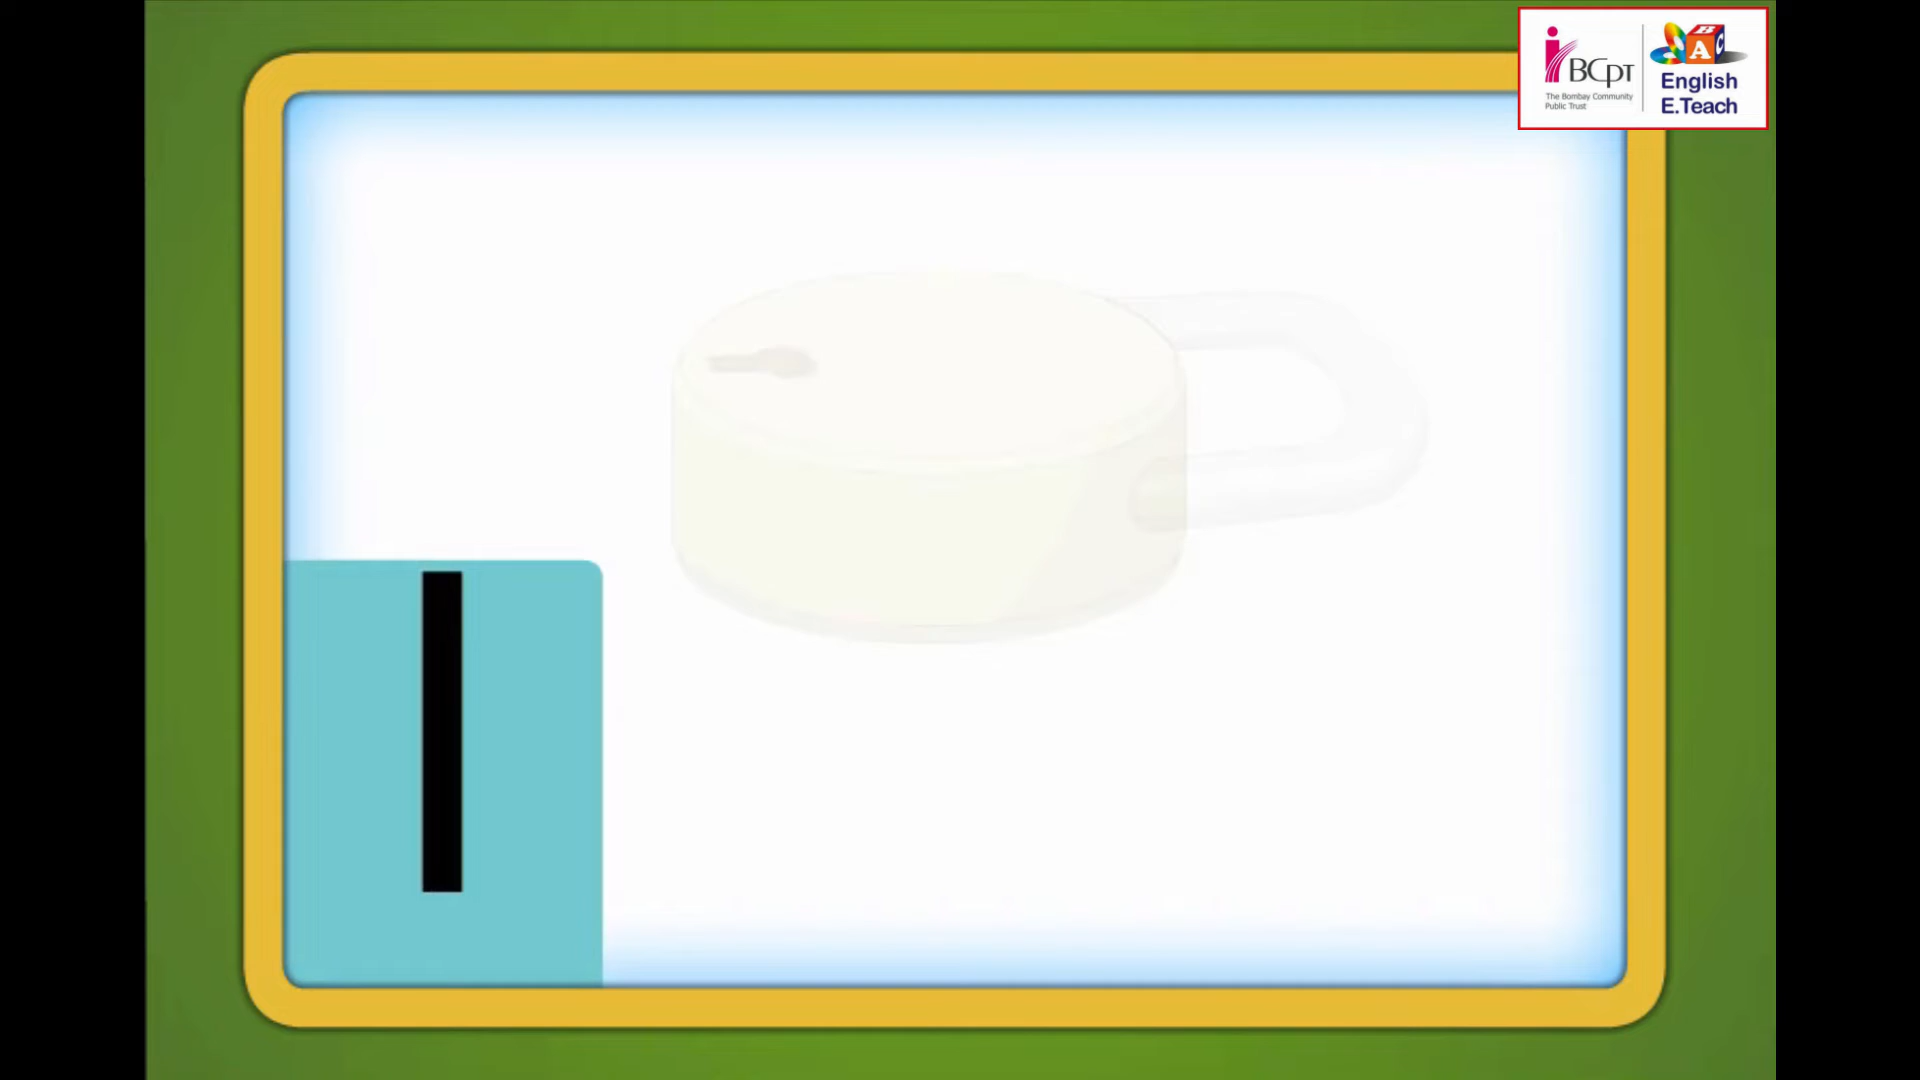 BCPT
The Bombay Community
Public Trust
B
A
C
English
E.Teach
l